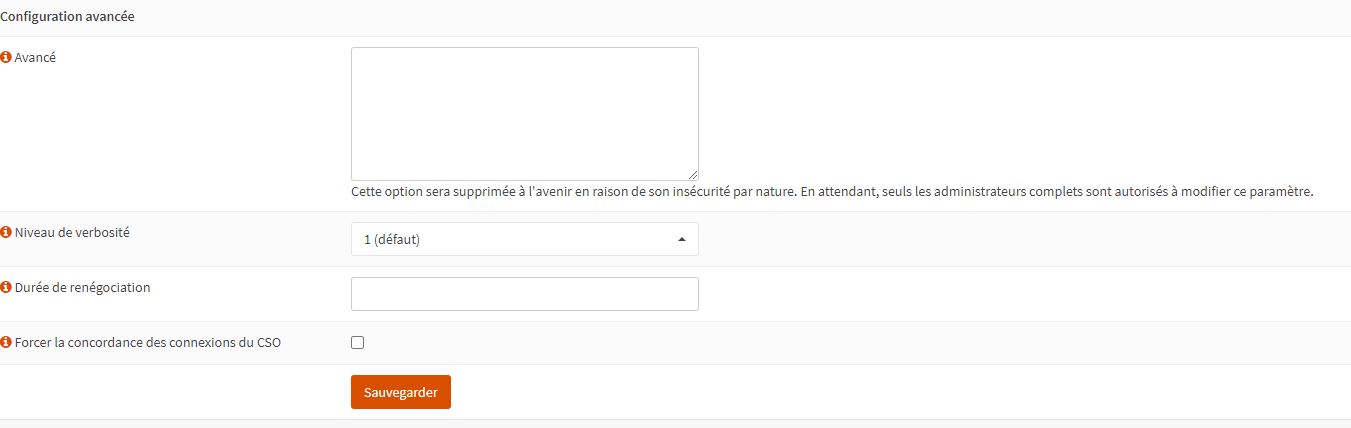 Configuration avancée
Avancé
Cette option sera supprimée à l'avenir en raison de son insécurité par nature. En attendant, seuls les administrateurs complets sont autorisés à modifier ce paramètre.
Niveau de verbosité
1 (défaut)
Durée de renégociation
Forcer la concordance des connexions du CSO
Sauvegarder